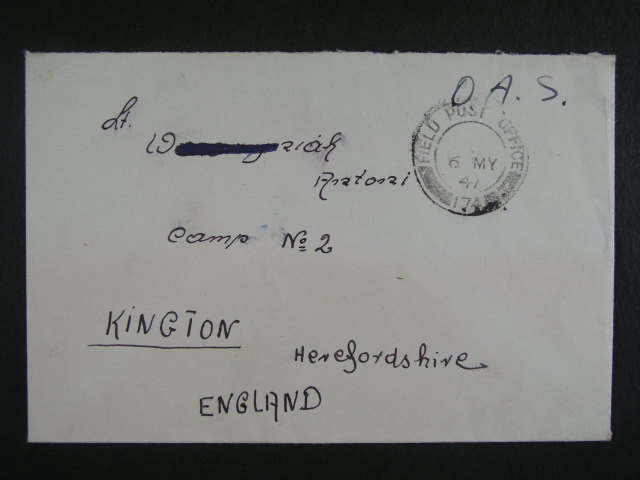 O A. S.
FIELD POST OFFICE
6 MY
47
174
Lt.
Camp No 2
KINGTON
Herefordshire
ENGLAND